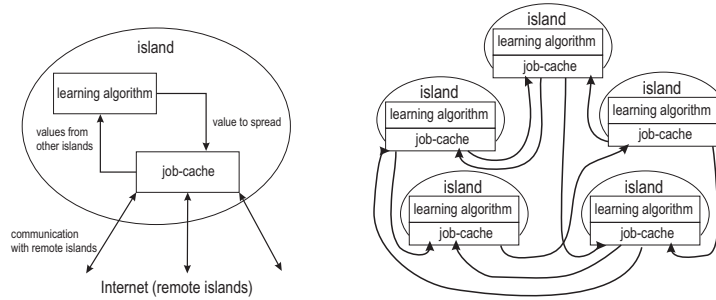 island
learning algorithm
values from
other islands
value to spread
job-cache
communication
with remote islands
Internet (remote islands)
island
learning algorithm
job-cache
island
learning algorithm
job-cache
island
learning algorithm
job-cache
island
learning algorithm
job-cache
island
learning algorithm
job-cache